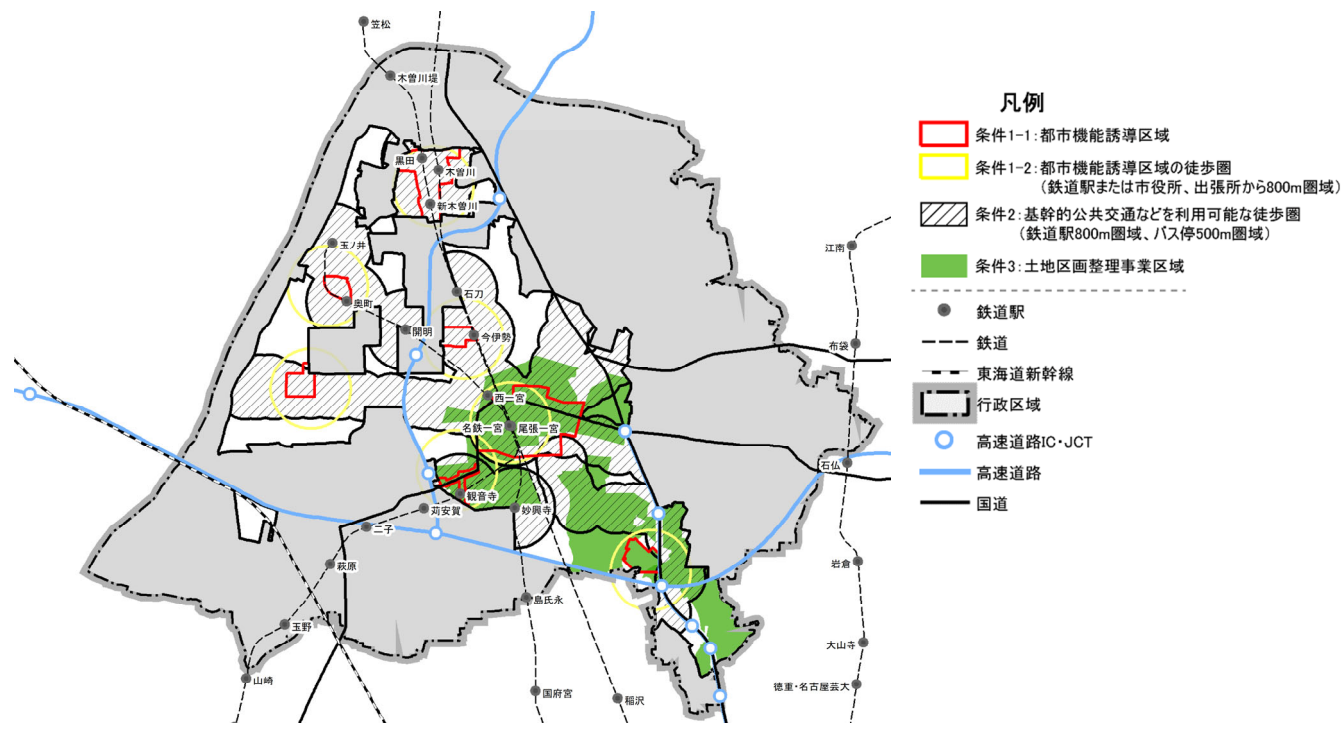 笠松
木曽川堤
黒田
木曽川
新木曽川
玉ノ井
江南
石刀
奥町
開明
今伊勢
布袋
西一宮
名鉄一宮
尾張一宮
石仏
観音寺
苅安賀
妙興寺
二子
萩原
岩倉
島氏永
玉野
大山寺
山崎
国府宮
稲沢
徳重・名古屋芸大
凡例
条件1-1:都市機能誘導区域
条件1-2:都市機能誘導区域の徒歩圏
(鉄道駅または市役所、出張所から800m圏域)
条件2:基幹的公共交通などを利用可能な徒歩圏
(鉄道駅800m圏域、バス停500m圏域)
条件3:土地区画整理事業区域
鉄道駅
鉄道
東海道新幹線
行政区域
高速道路IC・JCT
高速道路
国道